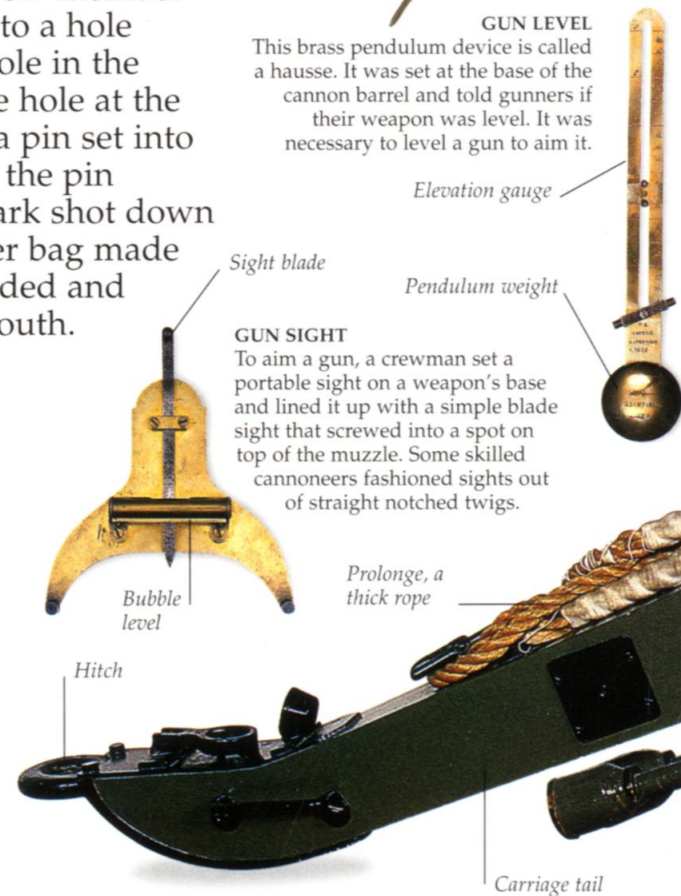 to a hole
ole in the
e hole at the
a pin set into
the pin
ark shot down
er bag made
ded and
outh.
GUN LEVEL
This brass pendulum device is called
a hausse. It was set at the base of the
cannon barrel and told gunners if
their weapon was level. It was
necessary to level a gun to aim it.
Elevation gauge
Pendulum weight
Sight blade
GUN SIGHT
To aim a gun, a crewman set a
portable sight on a weapon's base
and lined it up with a simple blade
sight that screwed into a spot on
top of the muzzle. Some skilled
cannoneers fashioned sights out
of straight notched twigs.
Bubble
level
Prolonge, a
thick rope
Hitch
Carriage tail